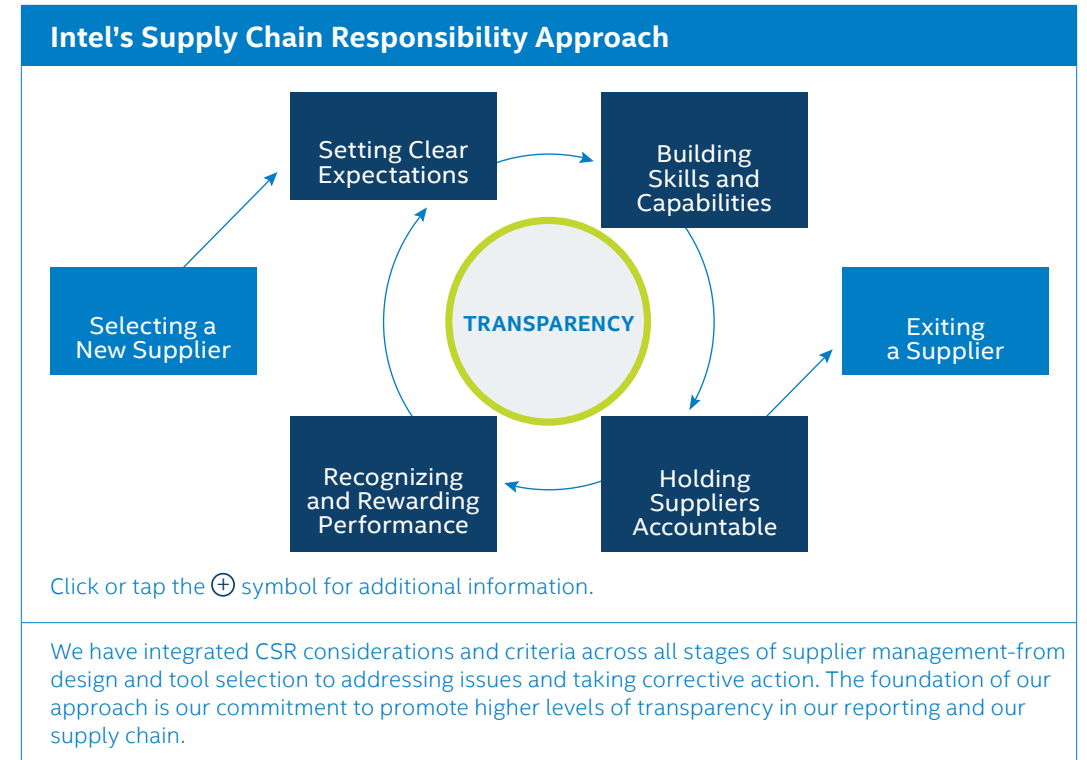 Intel's Supply Chain Responsibility Approach
Setting Clear
Expectations
Building
Skills and
Capabilities
TRANSPARENCY
Selecting a
New Supplier
Exiting
a Supplier
Recognizing
and Rewarding
Performance
Holding
Suppliers
Accountable
Click or tap the ⊕ symbol for additional information.
We have integrated CSR considerations and criteria across all stages of supplier management-from
design and tool selection to addressing issues and taking corrective action. The foundation of our
approach is our commitment to promote higher levels of transparency in our reporting and our
supply chain.